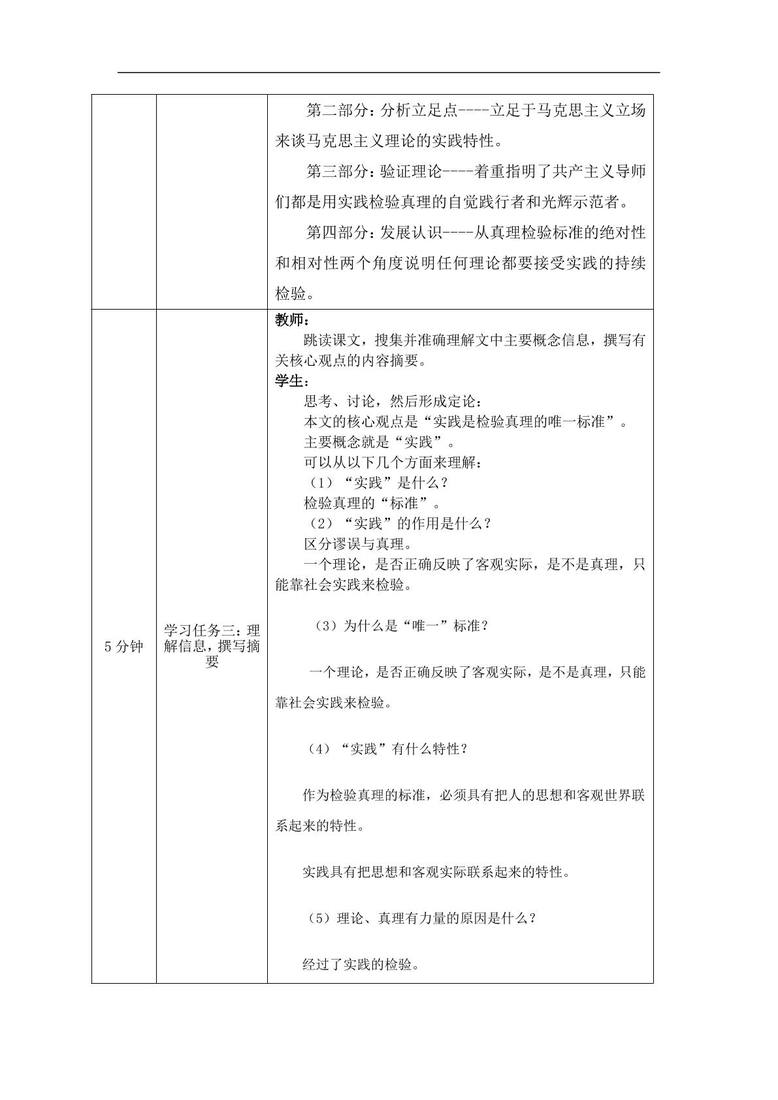 第二部分：分析立足点----立足于马克思主义立场
来谈马克思主义理论的实践特性。
第三部分：验证理论----着重指明了共产主义导师
们都是用实践检验真理的自觉践行者和光辉示范者。
第四部分：发展认识----从真理检验标准的绝对性
和相对性两个角度说明任何理论都要接受实践的持续
检验。
5 分钟
学习任务三：理
解信息，撰写摘
要
教师：
跳读课文，搜集并准确理解文中主要概念信息，撰写有
关核心观点的内容摘要。
学生：
思考、讨论，然后形成定论：
本文的核心观点是“实践是检验真理的唯一标准”。
主要概念就是“实践”。
可以从以下几个方面来理解：
（1）“实践”是什么？
检验真理的“标准”。
（2）“实践”的作用是什么？
区分谬误与真理。
一个理论，是否正确反映了客观实际，是不是真理，只
能靠社会实践来检验。
（3）为什么是“唯一”标准？
一个理论，是否正确反映了客观实际，是不是真理，只能
靠社会实践来检验。
（4）“实践”有什么特性？
作为检验真理的标准，必须具有把人的思想和客观世界联
系起来的特性。
实践具有把思想和客观实际联系起来的特性。
（5）理论、真理有力量的原因是什么？
经过了实践的检验。